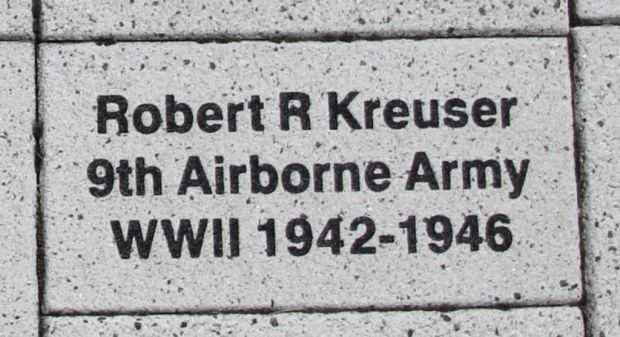 Robert R Kreuser
9th Airborne Army
WWII 1942-1946